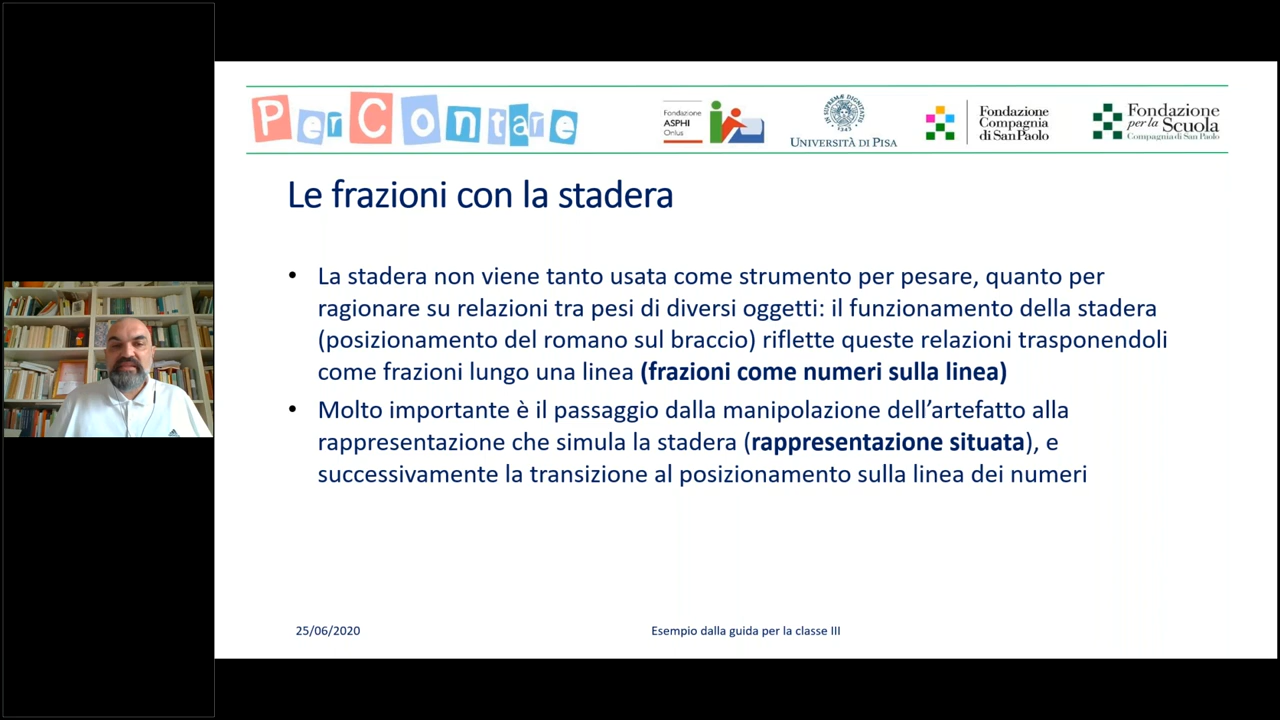 PerContare
Fondazione
ASPHI
Onlus
IN SUPREMÆ DIGNITATIS
1343
UNIVERSITÀ DI PISA
Fondazione
Compagnia
di San Paolo
Fondazione
per la Scuola
Compagnia di San Paolo
Le frazioni con la stadera
• La stadera non viene tanto usata come strumento per pesare, quanto per
ragionare su relazioni tra pesi di diversi oggetti: il funzionamento della stadera
(posizionamento del romano sul braccio) riflette queste relazioni trasponendoli
come frazioni lungo una linea (frazioni come numeri sulla linea)
• Molto importante è il passaggio dalla manipolazione dell’artefatto alla
rappresentazione che simula la stadera (rappresentazione situata), e
successivamente la transizione al posizionamento sulla linea dei numeri
25/06/2020
Esempio dalla guida per la classe III